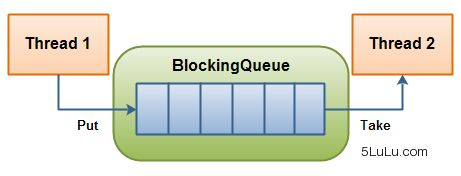 Thread 1
Thread 2
BlockingQueue
Put
Take
5LuLu.com